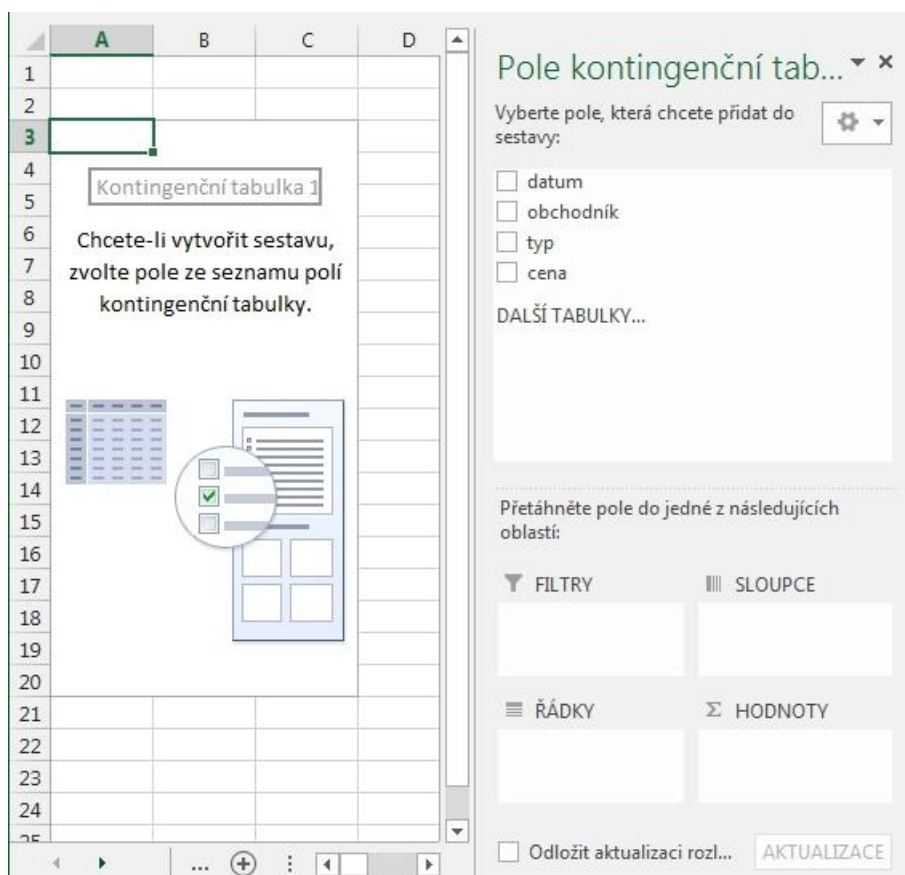 A B C D
1
2
3
4
5
6
7
8
9
10
11
12
13
14
15
16
17
18
19
20
21
22
23
24
25
Kontingenční tabulka 1
Chcete-li vytvořit sestavu,
zvolte pole ze seznamu polí
kontingenční tabulky.
...
Pole kontingenční tab...
Vyberte pole, která chcete přidat do
sestavy:
datum
obchodník
typ
cena
DALŠÍ TABULKY...
Přetáhněte pole do jedné z následujících
oblastí:
FILTRY
SLOUPCE
ŘÁDKY
Σ HODNOTY
Odložit aktualizaci rozl...
AKTUALIZACE